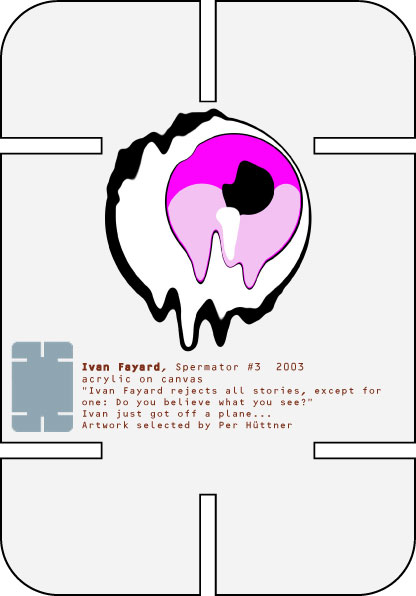 Ivan Fayard, Spermator #3  2003
acrylic on canvas
"Ivan Fayard rejects all stories, except for
one: Do you believe what you see?"
Ivan just got off a plane...
Artwork selected by Per Hüttner